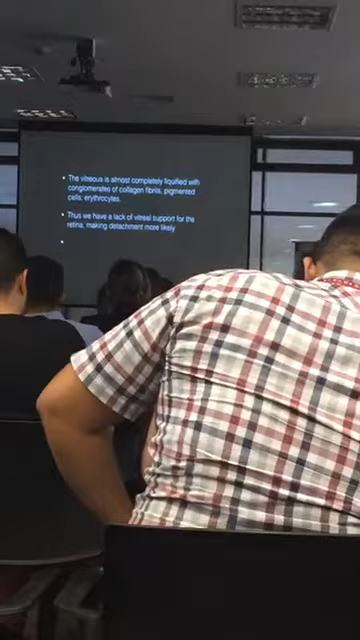 • The vitreous is almost completely liquified with
conglomerates of collagen fibrils, pigmented
cells, erythrocytes.
• Thus we have a lack of vitreal support for the
retina, making detachment more likely
•